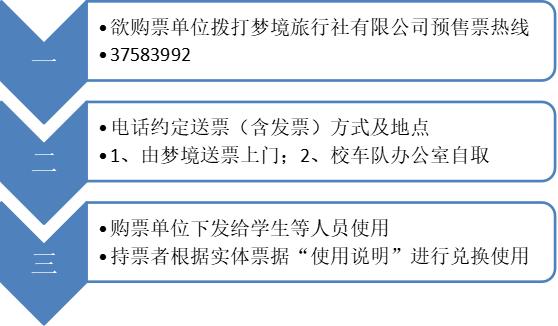 一
•欲购票单位拨打梦境旅行社有限公司预售票热线
•37583992
二
•电话约定送票（含发票）方式及地点
•1、由梦境送票上门；2、校车队办公室自取
三
•购票单位下发给学生等人员使用
•持票者根据实体票据“使用说明”进行兑换使用